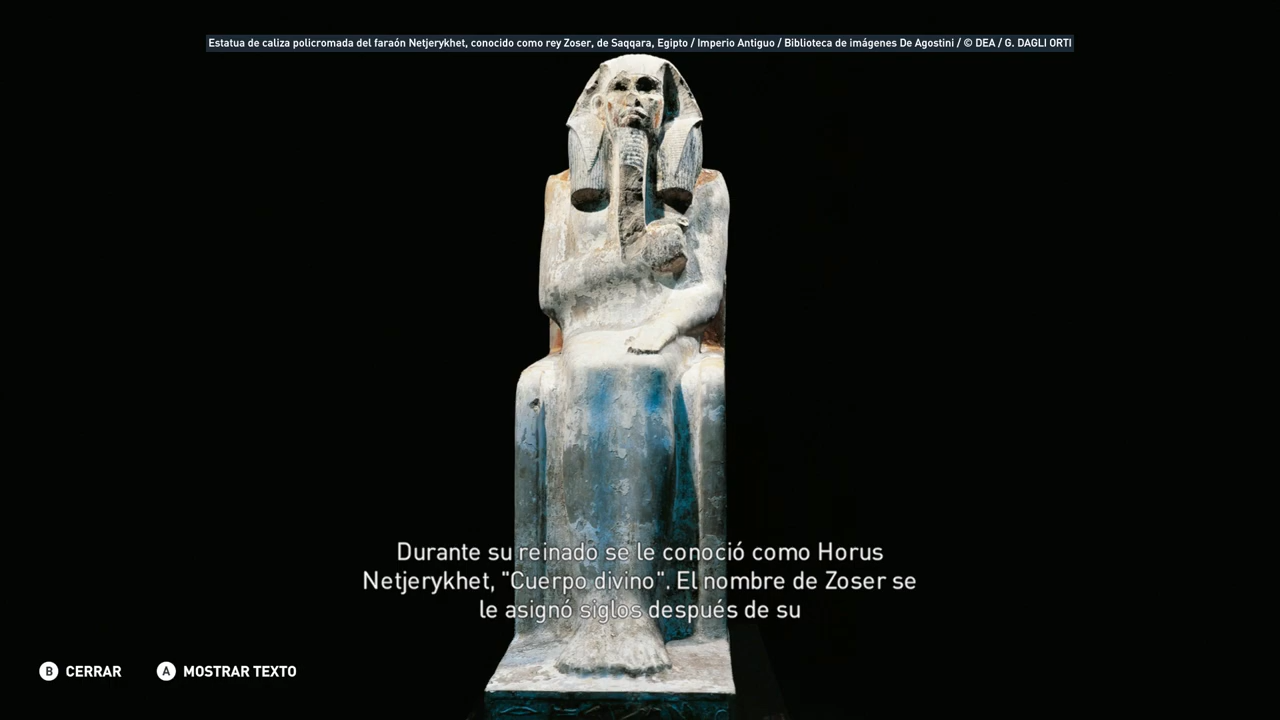 Estatua de caliza policromada del faraón Netjerykhet, conocido como rey Zoser, de Saqqara, Egipto / Imperio Antiguo / Biblioteca de imágenes De Agostini / © DEA / G. DAGLI ORTI
Durante su reinado se le conoció como Horus
Netjerykhet, "Cuerpo divino". El nombre de Zoser se
le asignó siglos después de su
B CERRAR A MOSTRAR TEXTO